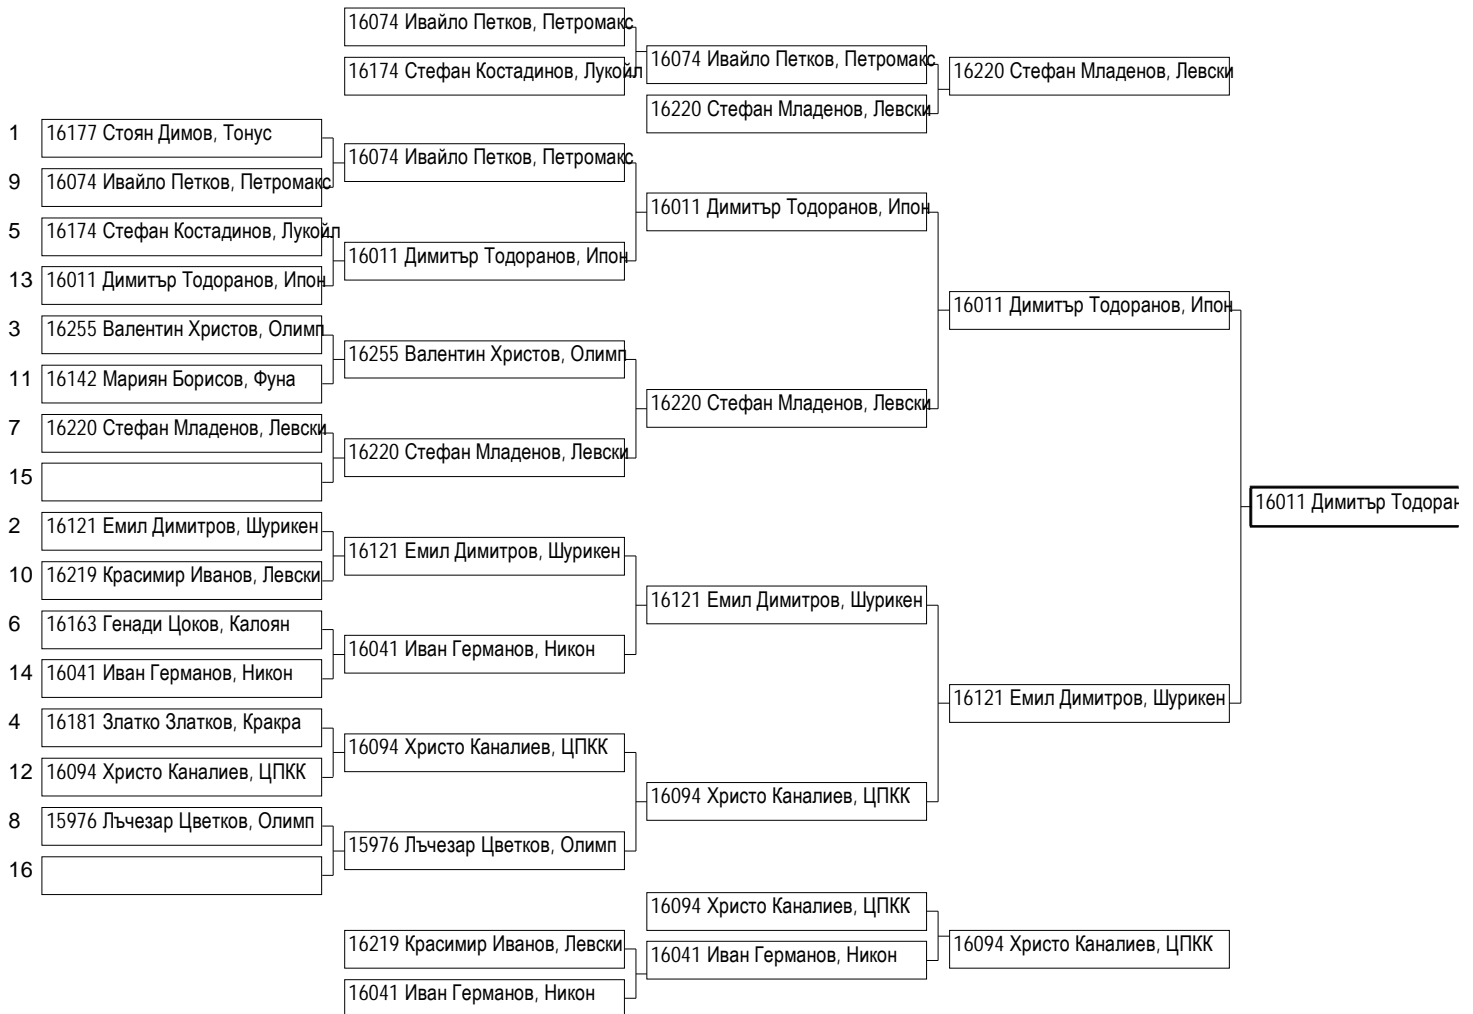 16074 Ивайло Петков, Петромакс
16174 Стефан Костадинов, Лукойл
16074 Ивайло Петков, Петромакс
16220 Стефан Младенов, Левски
16220 Стефан Младенов, Левски
1 16177 Стоян Димов, Тонус
9 16074 Ивайло Петков, Петромакс
16074 Ивайло Петков, Петромакс
5 16174 Стефан Костадинов, Лукойл
13 16011 Димитър Тодоранов, Ипон
16011 Димитър Тодоранов, Ипон
16011 Димитър Тодоранов, Ипон
3 16255 Валентин Христов, Олимп
11 16142 Мариян Борисов, Фуна
16255 Валентин Христов, Олимп
7 16220 Стефан Младенов, Левски
15
16220 Стефан Младенов, Левски
16220 Стефан Младенов, Левски
16011 Димитър Тодоранов, Ипон
16011 Димитър Тодоран
2 16121 Емил Димитров, Шурикен
10 16219 Красимир Иванов, Левски
16121 Емил Димитров, Шурикен
6 16163 Генади Цоков, Калоян
14 16041 Иван Германов, Никон
16041 Иван Германов, Никон
16121 Емил Димитров, Шурикен
4 16181 Златко Златков, Кракра
12 16094 Христо Каналиев, ЦПКК
16094 Христо Каналиев, ЦПКК
8 15976 Лъчезар Цветков, Олимп
16
15976 Лъчезар Цветков, Олимп
16094 Христо Каналиев, ЦПКК
16121 Емил Димитров, Шурикен
16094 Христо Каналиев, ЦПКК
16219 Красимир Иванов, Левски
16041 Иван Германов, Никон
16094 Христо Каналиев, ЦПКК
16041 Иван Германов, Никон